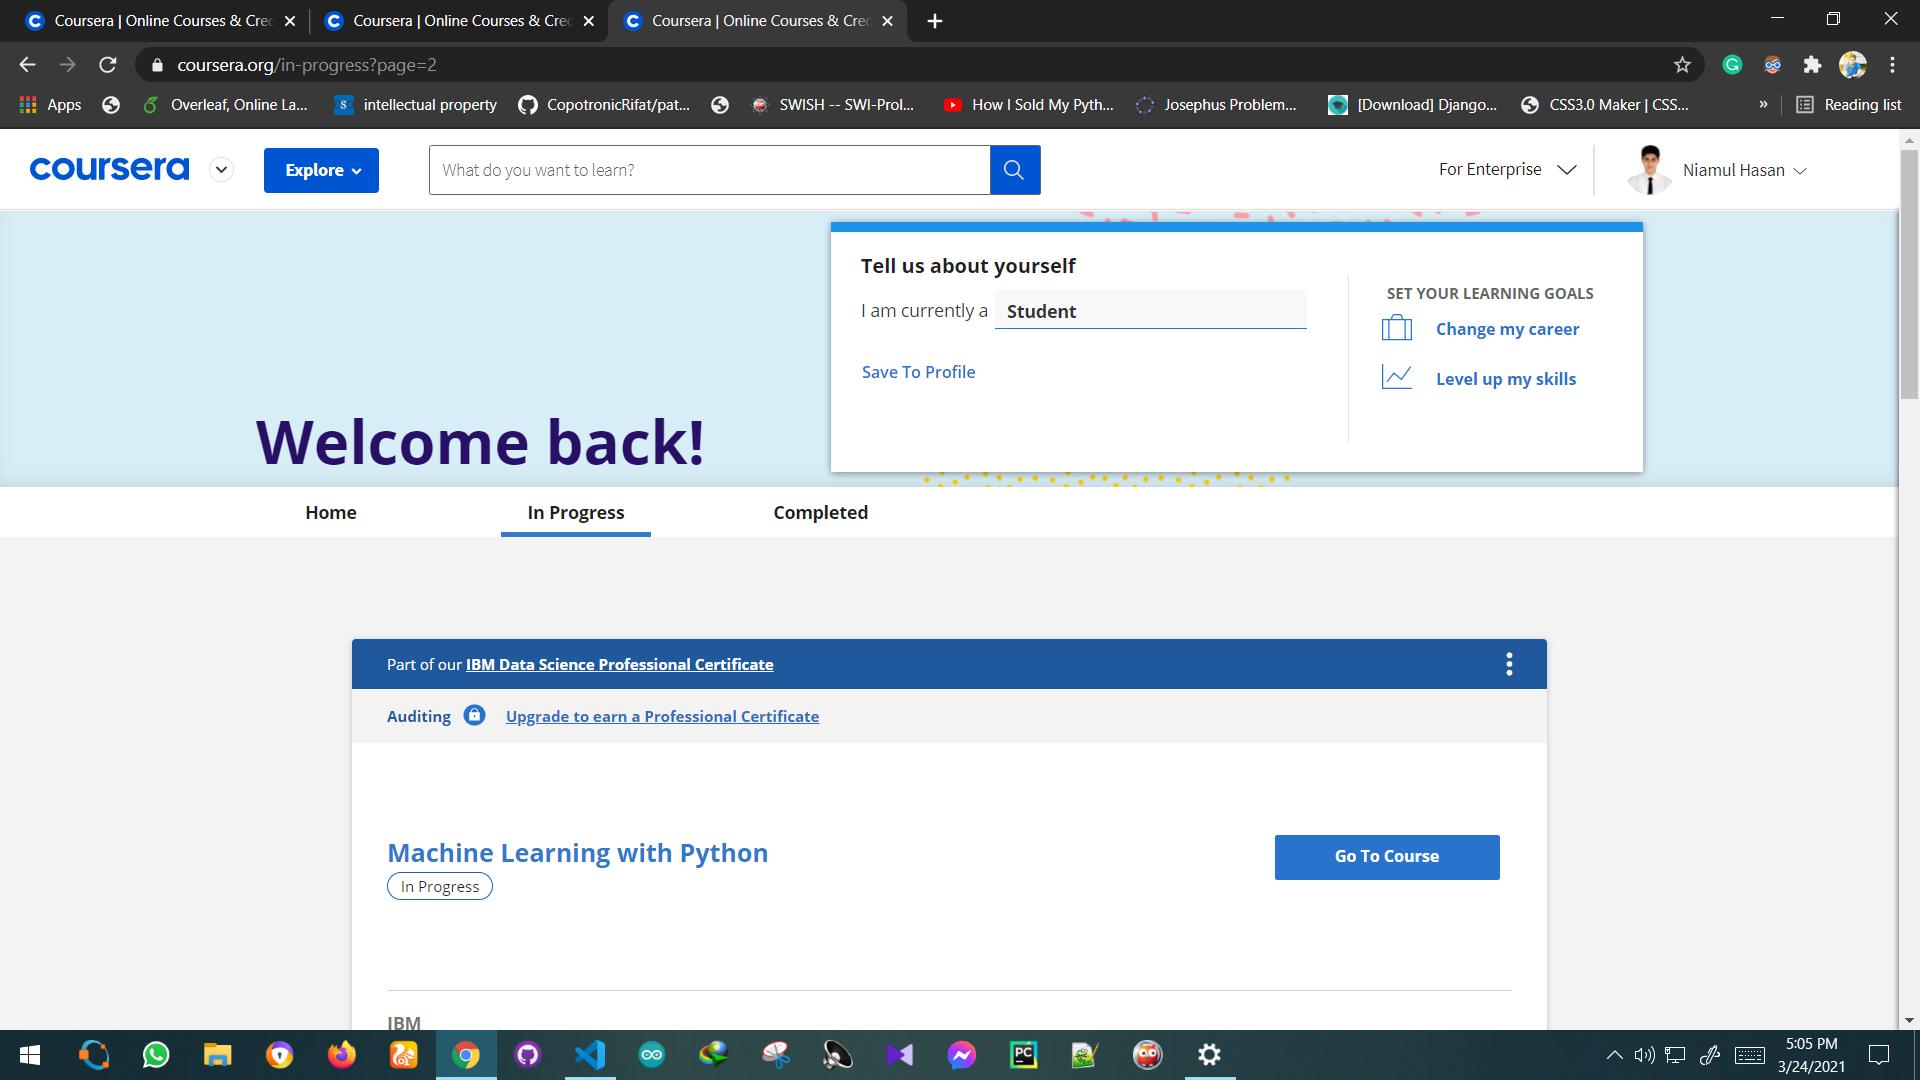 Coursera | Online Courses & Cred
Coursera | Online Courses & Cred
Coursera | Online Courses & Cred
coursera.org/in-progress?page=2
Apps
Overleaf, Online La...
intellectual property
CopotronicRifat/pat...
SWISH -- SWI-Prol...
How I Sold My Pyth...
Josephus Problem...
[Download] Django...
CSS3.0 Maker | CSS...
»
Reading list
coursera
Explore
What do you want to learn?
For Enterprise
Niamul Hasan
Tell us about yourself
I am currently a Student
Save To Profile
SET YOUR LEARNING GOALS
Change my career
Level up my skills
Welcome back!
Home
In Progress
Completed
Part of our IBM Data Science Professional Certificate
Auditing
Upgrade to earn a Professional Certificate
Machine Learning with Python
In Progress
Go To Course
IBM
5:05 PM
3/24/2021